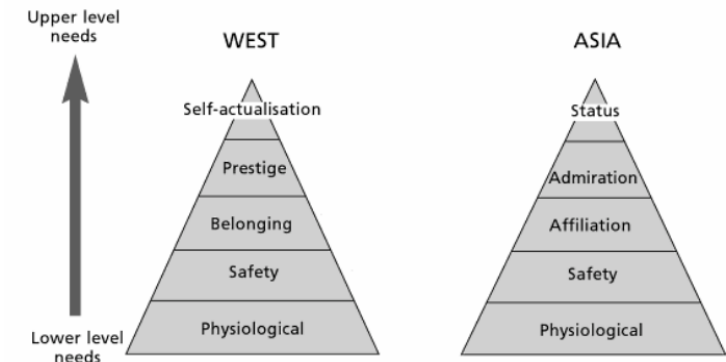 Upper level
needs
WEST
ASIA
Self-actualisation
Status
Prestige
Admiration
Belonging
Affiliation
Safety
Safety
Physiological
Physiological
Lower level
needs